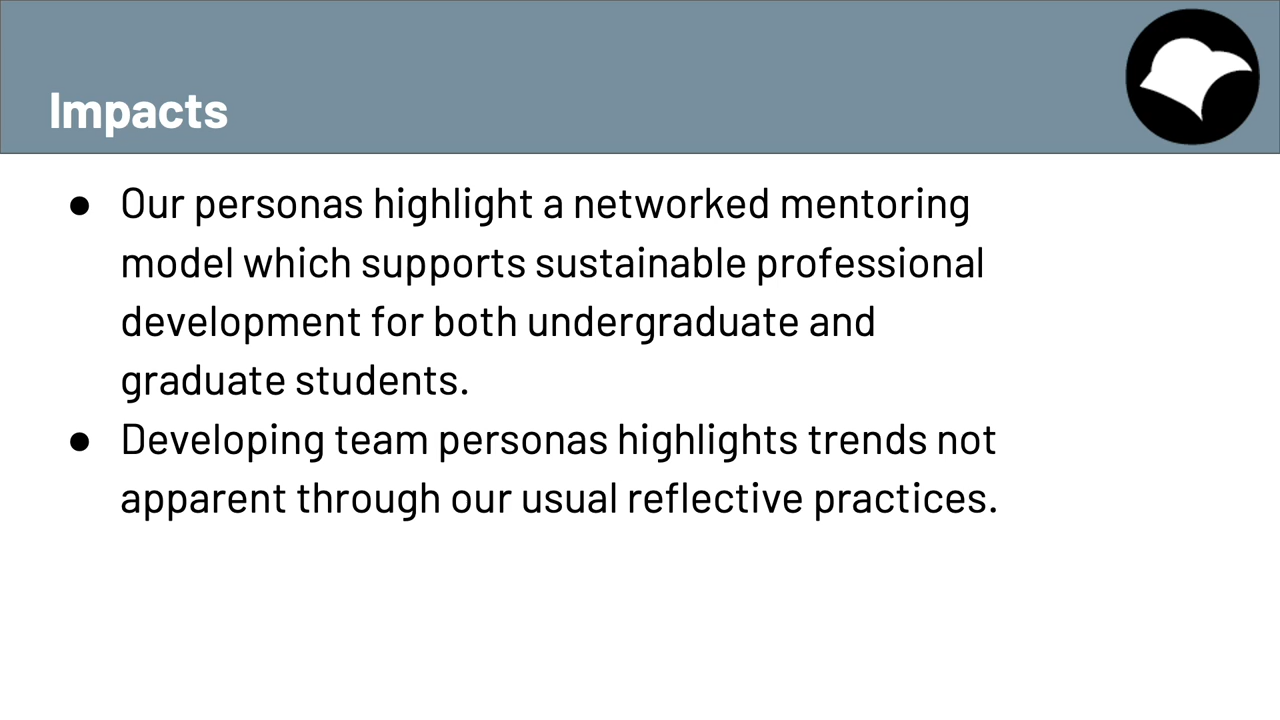 Impacts
● Our personas highlight a networked mentoring
model which supports sustainable professional
development for both undergraduate and
graduate students.
● Developing team personas highlights trends not
apparent through our usual reflective practices.